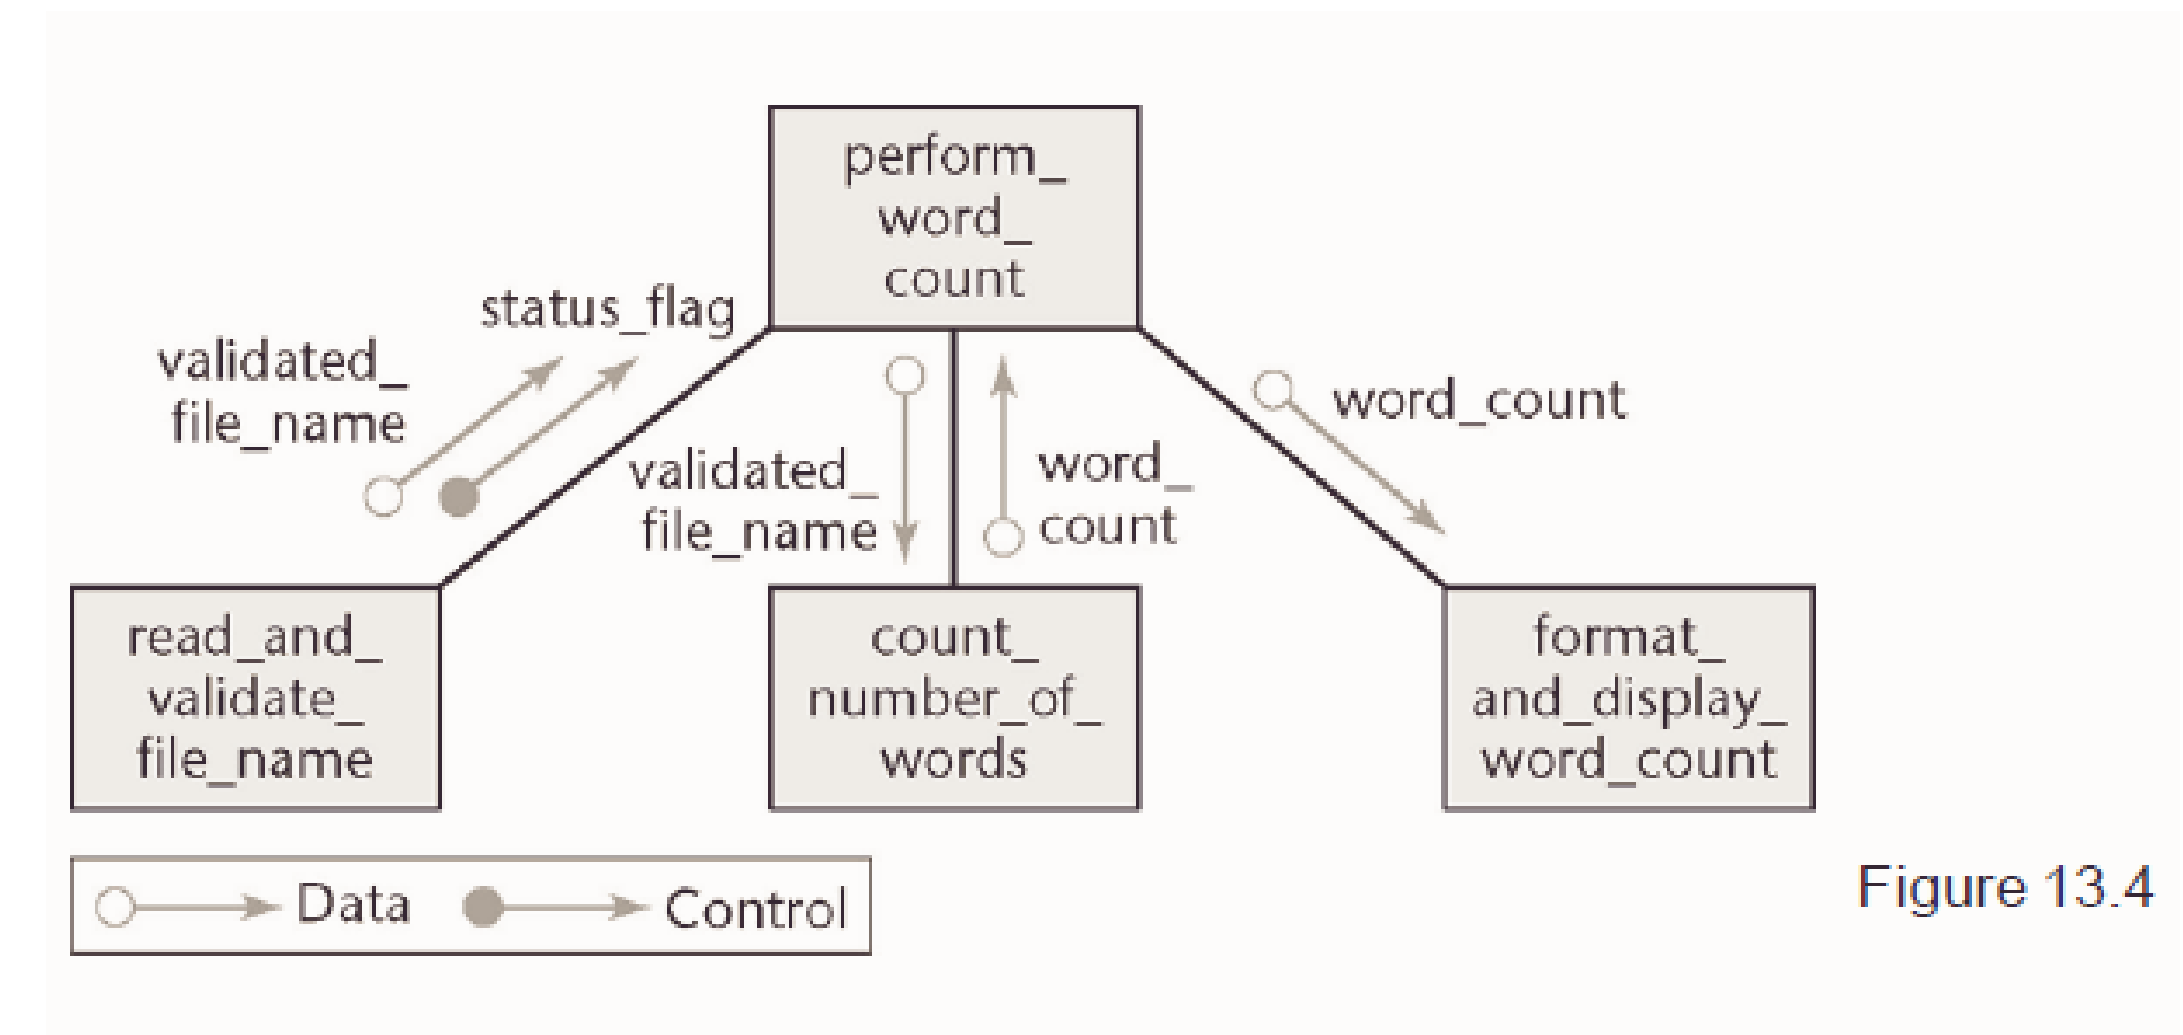 perform_
word_
count
status_flag
validated_
file_name
validated_
file_name
word_
count
word_count
read_and_
validate_
file_name
count_
number_of_
words
format_
and_display_
word_count
Data
Control
Figure 13.4